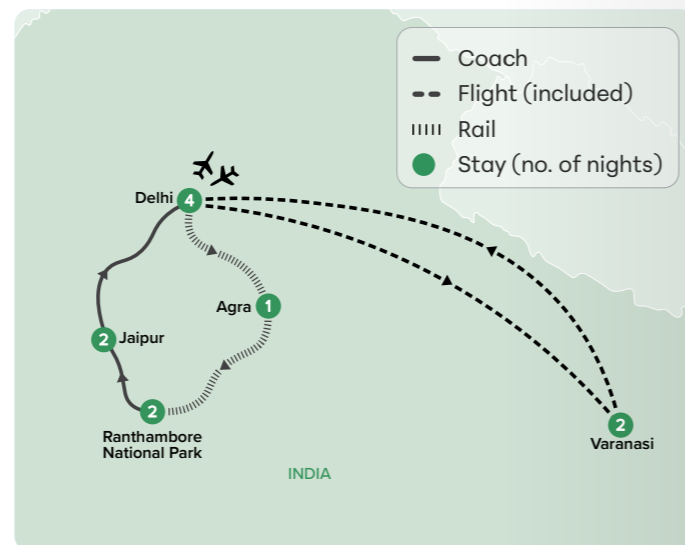 Coach
Flight (included)
Rail
Stay (no. of nights)
Delhi
4
Agra
1
2
Jaipur
2
Ranthambore
National Park
2
Varanasi
INDIA